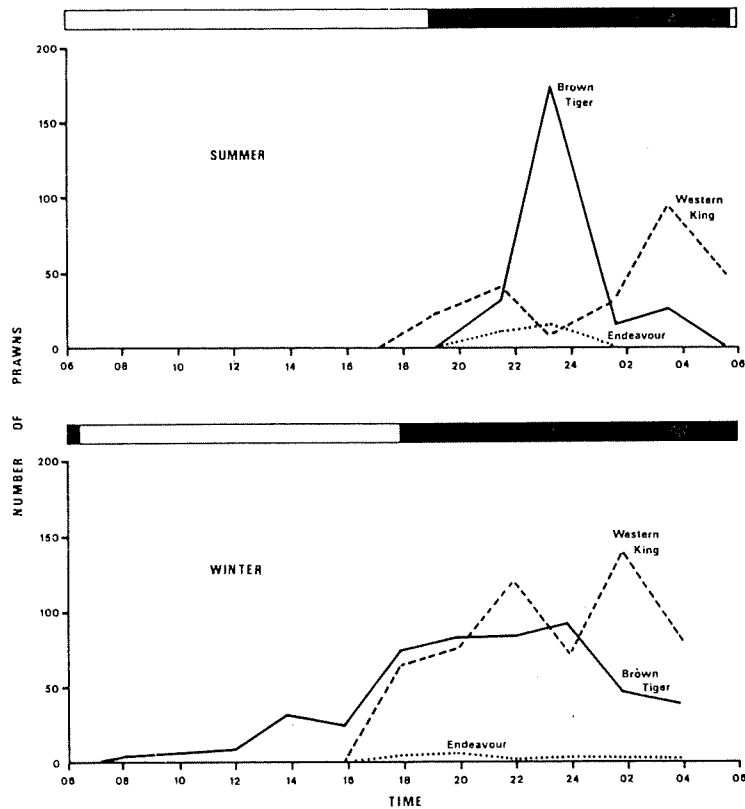 200
Brown
Tiger
150
SUMMER
100
Western
King
50
Endeavour
0
06 08 10 12 14 16 18 20 22 24 02 04 06
NUMBER OF PRAWNS
200
Western
King
150
WINTER
100
Brown
Tiger
50
Endeavour
0
06 08 10 12 14 16 18 20 22 24 02 04 06
TIME